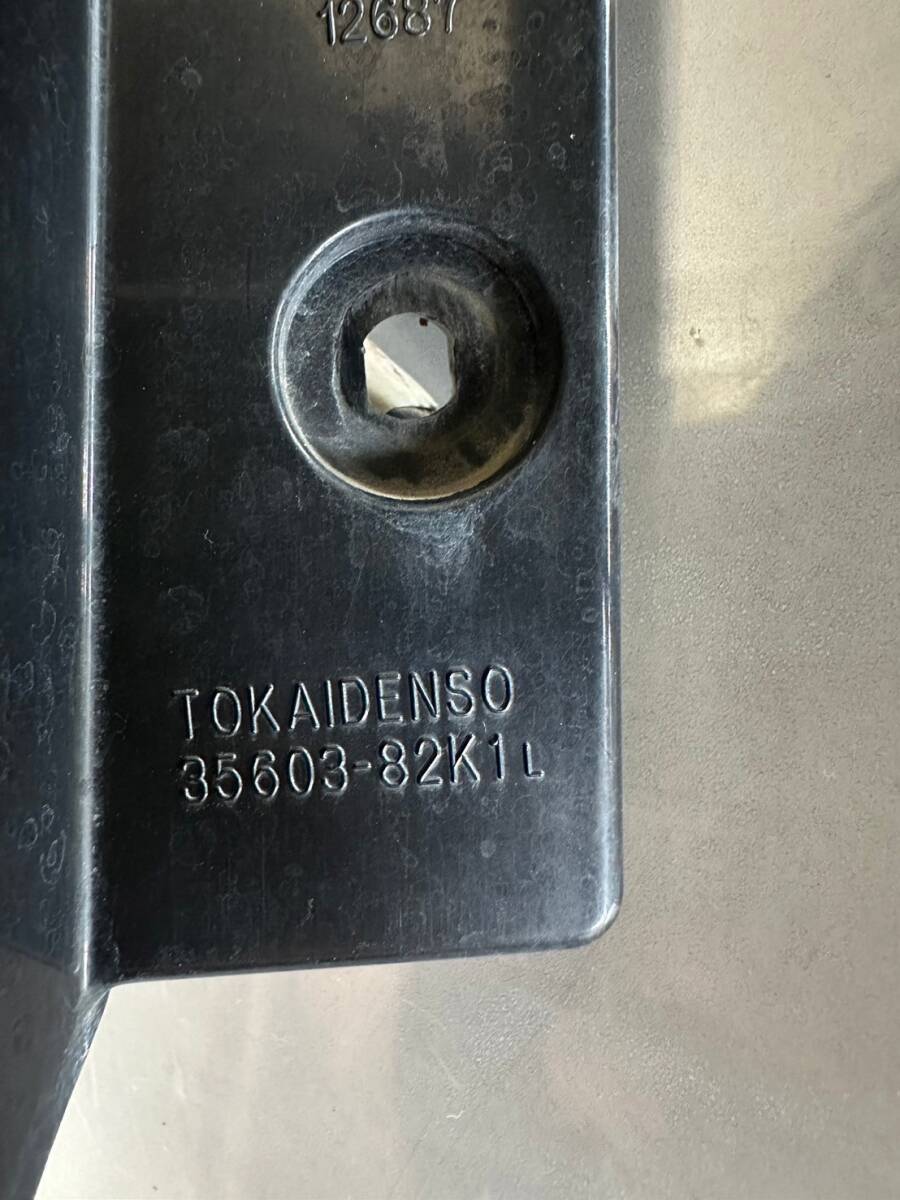 12687
TOKAIDENSO
35603-82K1L